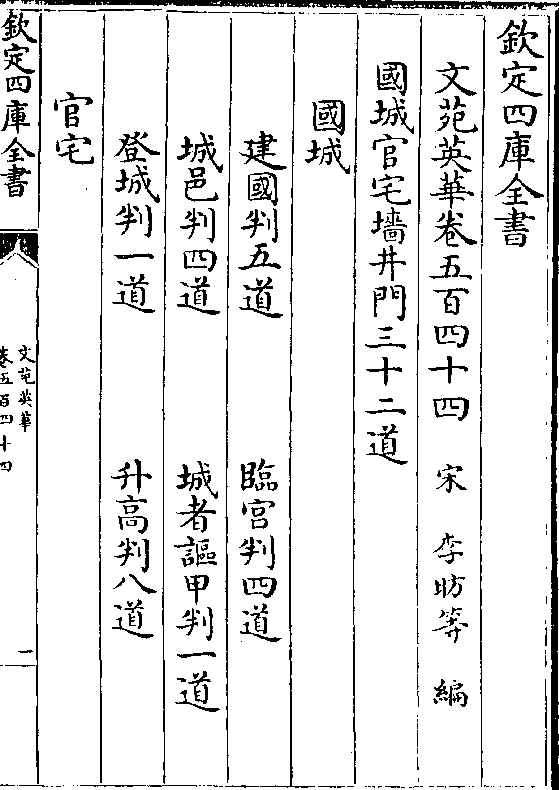 欽定四庫全書
文苑英華卷五百四十四　宋　李昉等　編
國城官宅墻井門三十二道
國城
建國判五道　臨宫判四道
城邑判四道　城者謳甲判一道
登城判一道　升高判八道
官宅
欽定四庫全書
文苑英華
卷五百四十四
一